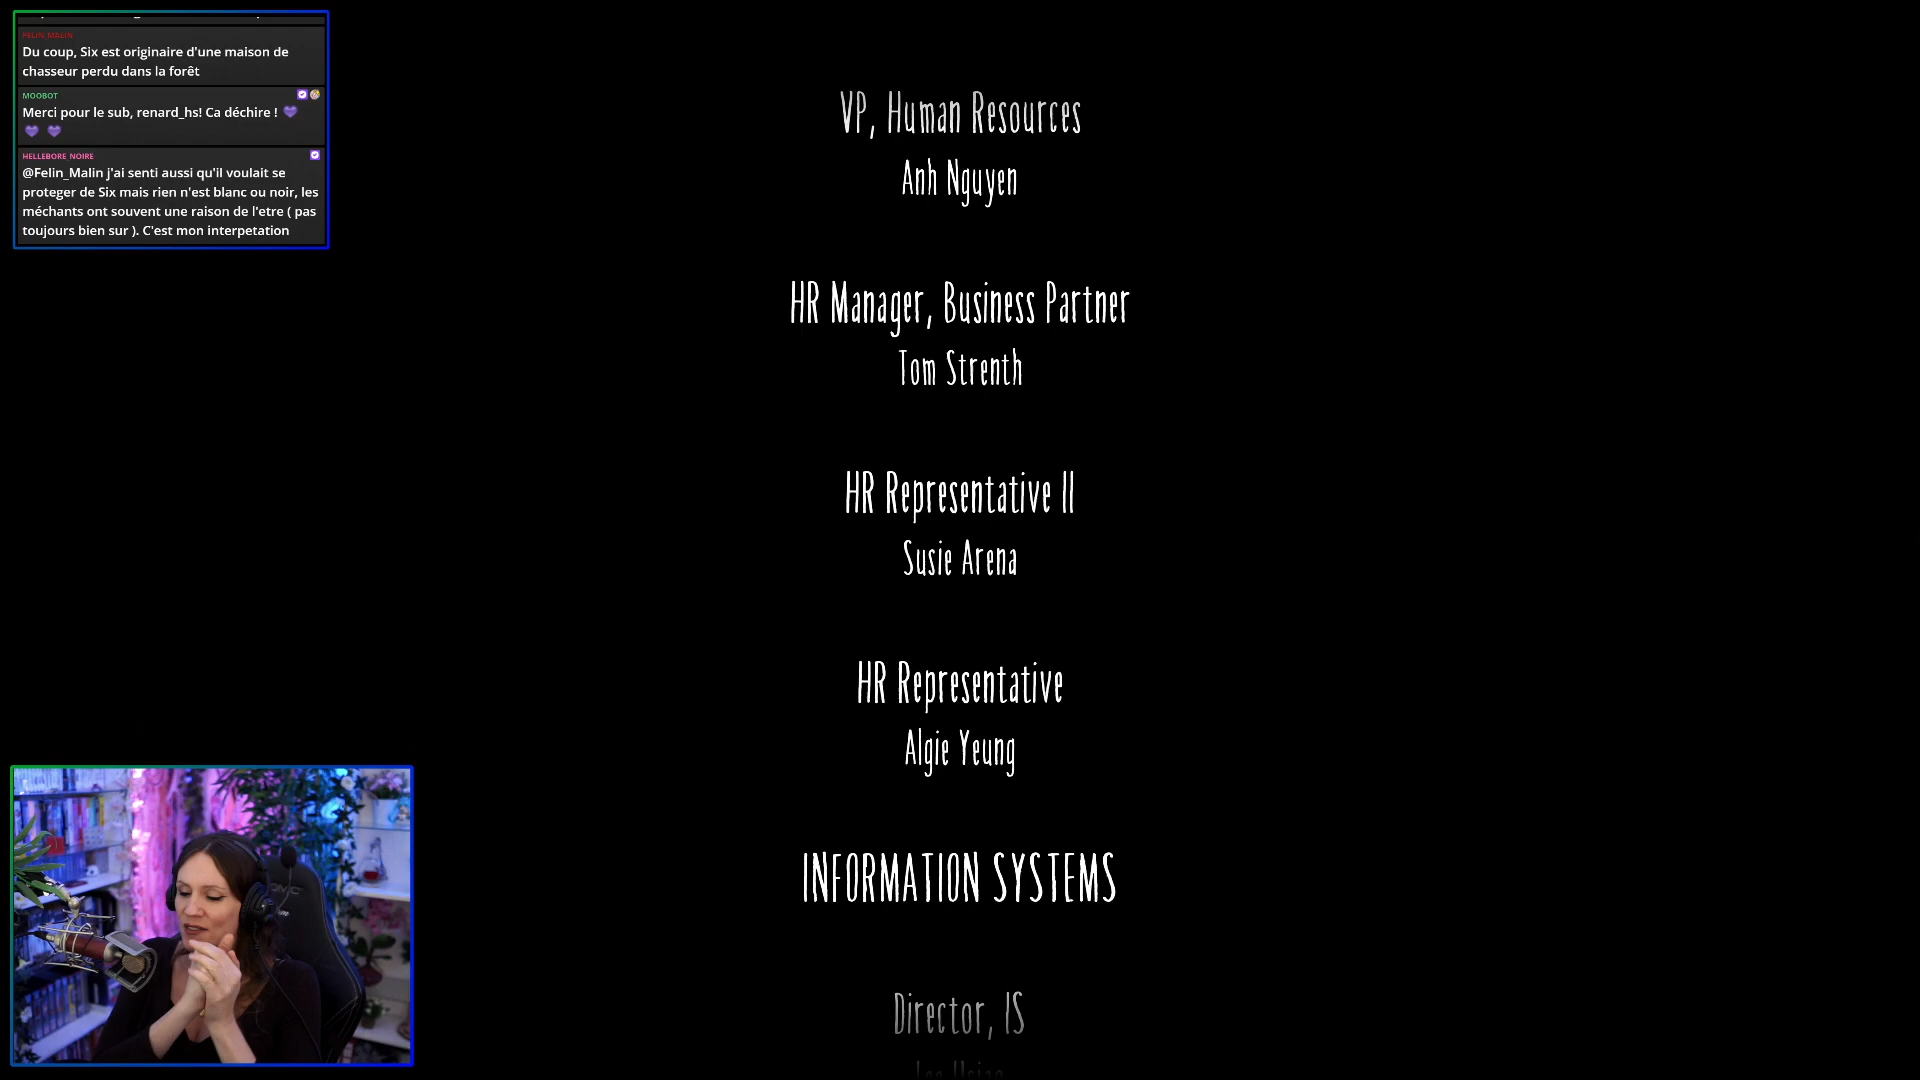 FELIN_MALIN
Du coup, Six est originaire d'une maison de
chasseur perdu dans la forêt
MOOBOT
Merci pour le sub, renard_hs! Ca déchire ! 💜
💜 💜
HELLEBORE_NOIRE
@Felin_Malin j'ai senti aussi qu'il voulait se
proteger de Six mais rien n'est blanc ou noir, les
méchants ont souvent une raison de l'etre ( pas
toujours bien sur ). C'est mon interpetation
VP, Human Resources
Anh Nguyen
HR Manager, Business Partner
Tom Strenth
HR Representative II
Susie Arena
HR Representative
Algie Yeung
INFORMATION SYSTEMS
Director, IS